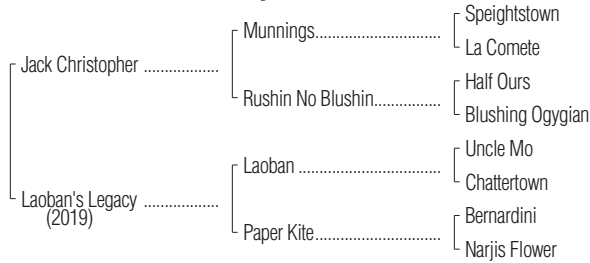 Speightstown
Munnings
La Comete
Jack Christopher
Half Ours
Rushin No Blushin
Blushing Ogygian
Uncle Mo
Laoban
Chattertown
Laoban's Legacy
(2019)
Bernardini
Paper Kite
Narjis Flower